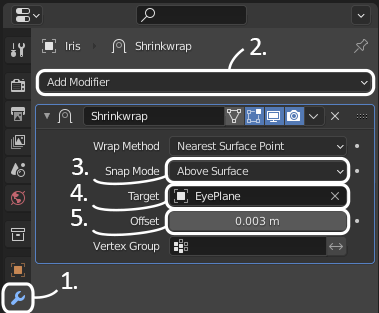 Iris Shrinkwrap
2.
Add Modifier
Shrinkwrap
Wrap Method Nearest Surface Point
3. Snap Mode Above Surface
4. Target EyePlane
5. Offset 0.003 m
Vertex Group
1.